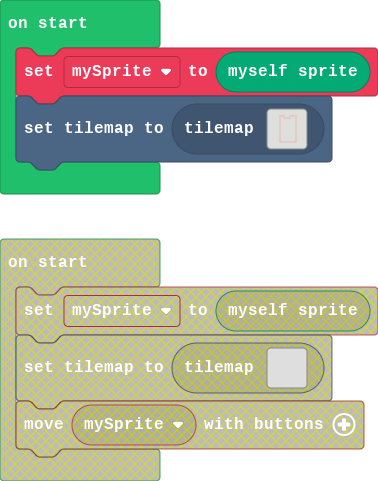 on start
set mySprite to myself sprite
set tilemap to tilemap
on start
set mySprite to myself sprite
set tilemap to tilemap
move mySprite with buttons